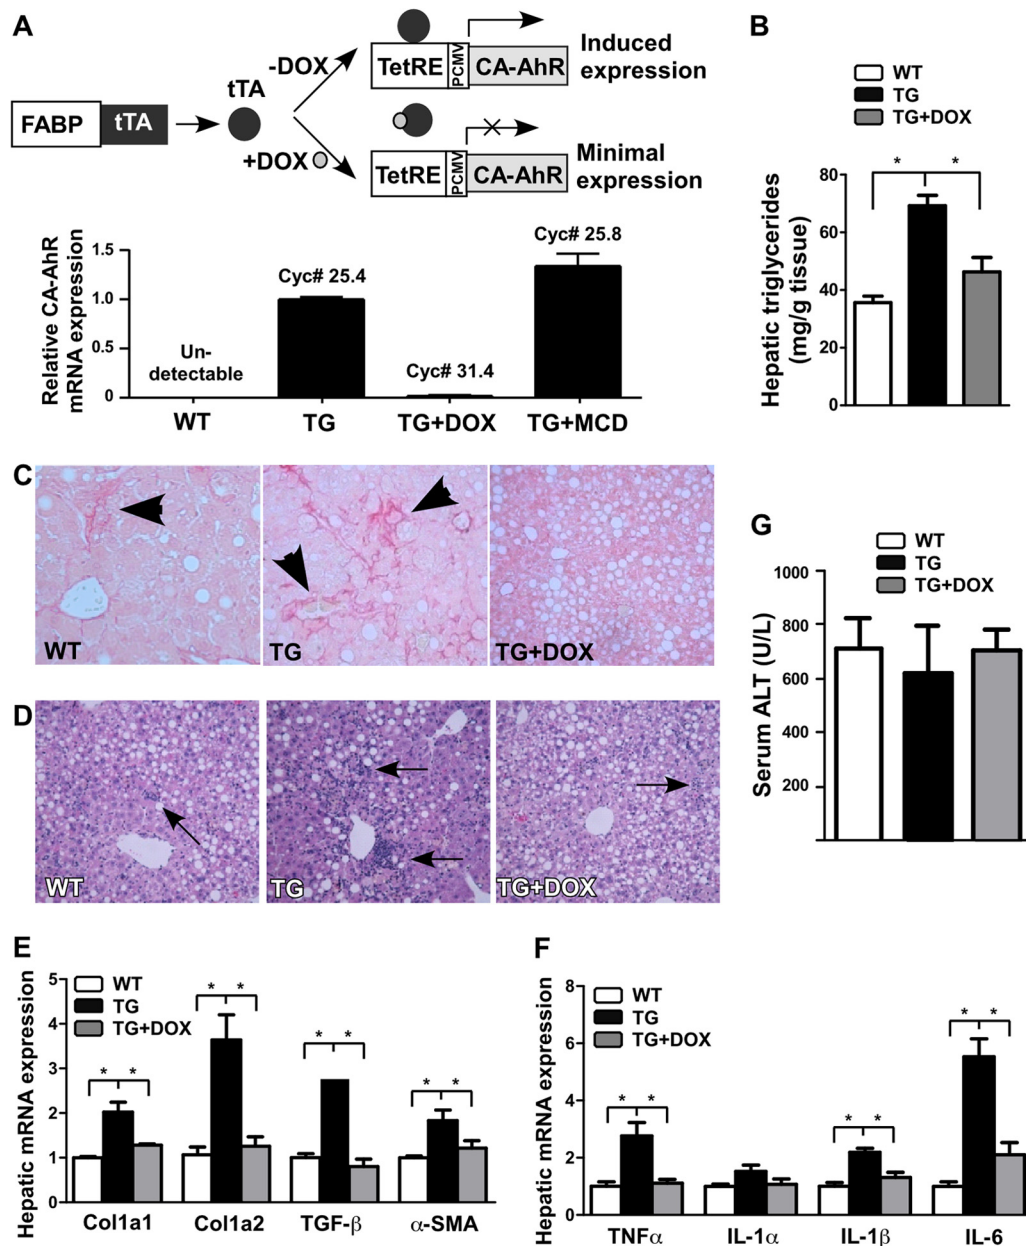 A
FABP
tTA
tTA
-DOX
+DOX
TetRE
PCMV
CA-AhR
Induced
expression
TetRE
PCMV
CA-AhR
Minimal
expression
Relative CA-AhR
mRNA expression
1.5
1.0
0.5
0
Un-
detectable
Cyc# 25.4
Cyc# 31.4
Cyc# 25.8
WT
TG
TG+DOX
TG+MCD
B
WT
TG
TG+DOX
Hepatic triglycerides
(mg/g tissue)
80
60
40
20
0
* *
C
WT
TG
TG+DOX
D
WT
TG
TG+DOX
G
WT
TG
TG+DOX
Serum ALT (U/L)
1000
800
600
400
200
E
WT
TG
TG+DOX
Hepatic mRNA expression
5
4
3
2
1
0
* *
* *
* *
* *
Col1a1
Col1a2
TGF-β
α-SMA
F
WT
TG
TG+DOX
Hepatic mRNA expression
8
6
4
2
0
* *
* *
* *
TNFα
IL-1α
IL-1β
IL-6